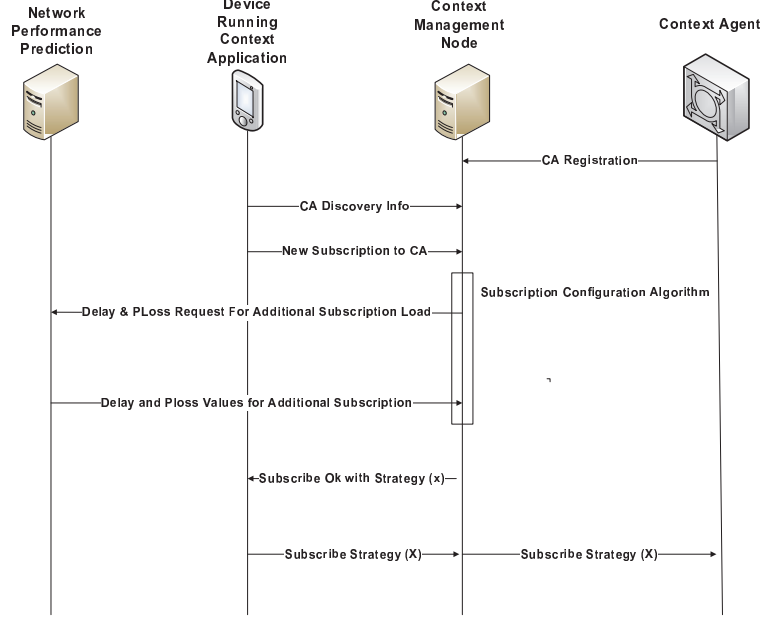 Network
Performance
Prediction
Device
Running
Context
Application
Context
Management
Node
Context Agent
CA Registration
CA Discovery Info
New Subscription to CA
Subscription Configuration Algorithm
Delay & PLoss Request For Additional Subscription Load
Delay and Ploss Values for Additional Subscription
Subscribe Ok with Strategy (x)
Subscribe Strategy (X)
Subscribe Strategy (X)